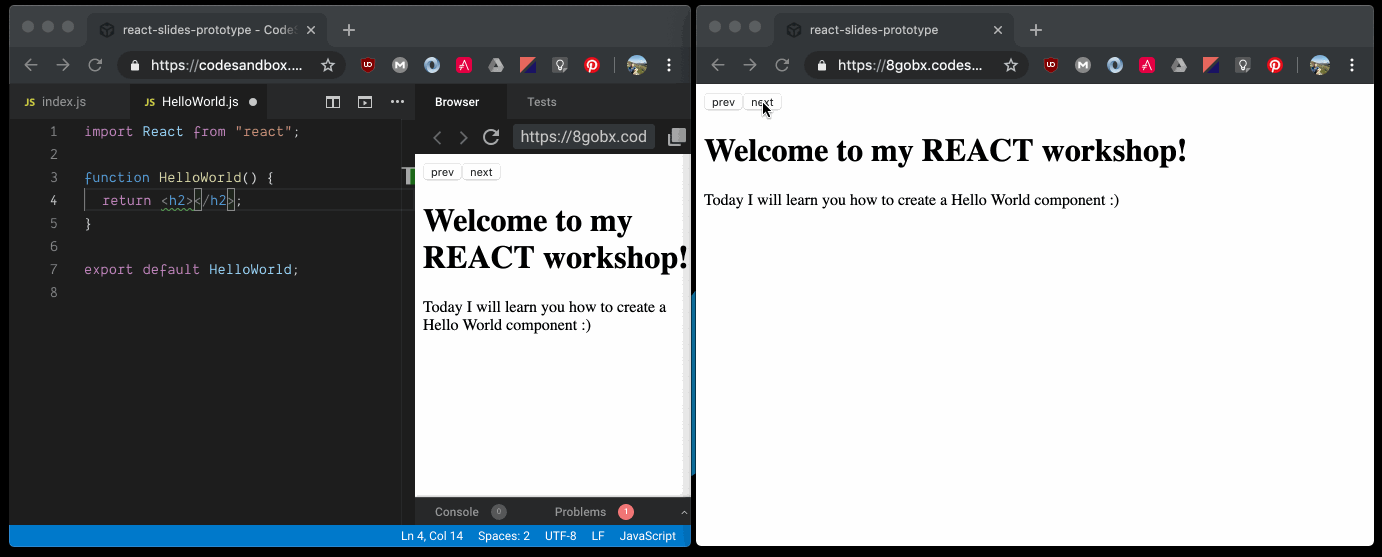 react-slides-prototype - Code
https://codesandbox....
JS index.js
JS HelloWorld.js
1 import React from "react";
2
3 function HelloWorld() {
4 return <h2></h2>;
5 }
6
7 export default HelloWorld;
8
Browser Tests
https://8gobx.cod
prev next
Welcome to my
REACT workshop!
Today I will learn you how to create a
Hello World component :)
Console 0 Problems 1
Ln 4, Col 14 Spaces: 2 UTF-8 LF JavaScript
react-slides-prototype
https://8gobx.codes...
prev next
Welcome to my REACT workshop!
Today I will learn you how to create a Hello World component :)